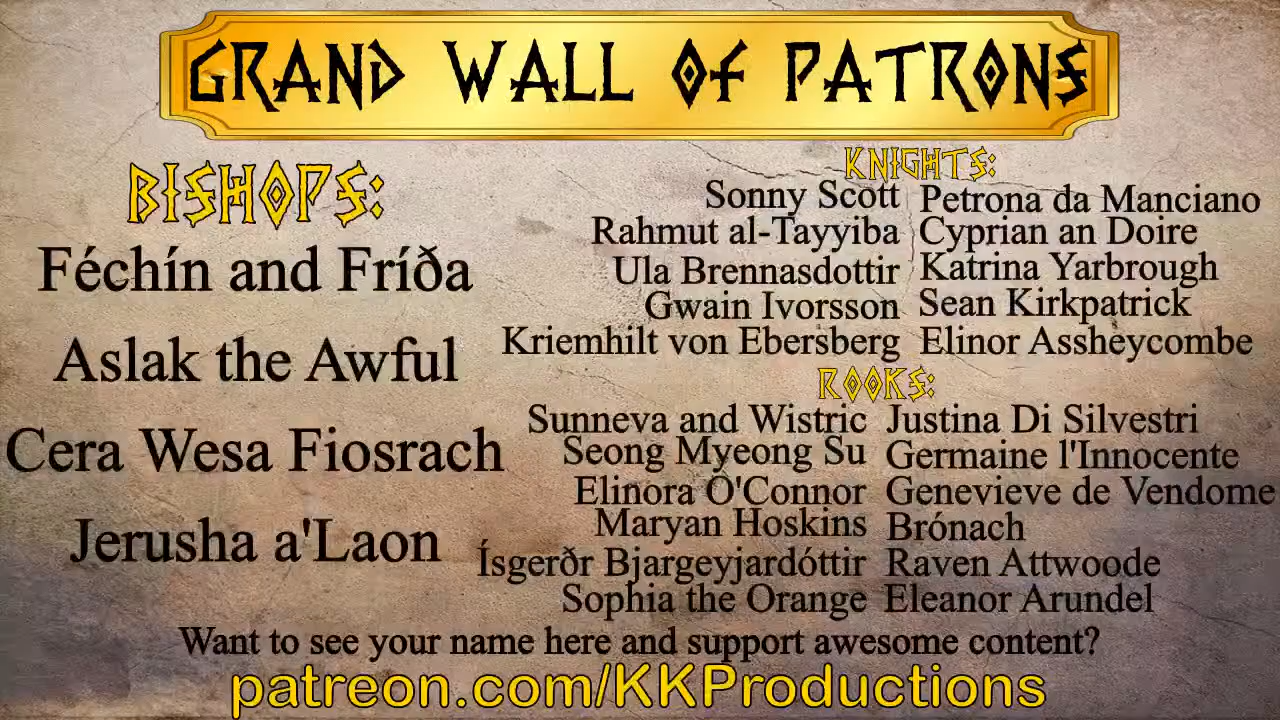 GRAND WALL OF PATRONS
BISHOPS:
Féchín and Fríða
Aslak the Awful
Cera Wesa Fiosrach
Jerusha a'Laon
KNIGHTS:
Sonny Scott Petrona da Manciano
Rahmut al-Tayyiba Cyprian an Doire
Ula Brennasdottir Katrina Yarbrough
Gwain Ivorsson Sean Kirkpatrick
Kriemhilt von Ebersberg Elinor Assheycombe
ROOKS:
Sunneva and Wistric Justina Di Silvestri
Seong Myeong Su Germaine l'Innocente
Elinora O'Connor Genevieve de Vendome
Maryan Hoskins Brónach
Ísgerðr Bjargeyjardóttir Raven Attwoode
Sophia the Orange Eleanor Arundel
Want to see your name here and support awesome content?
patreon.com/KKProductions